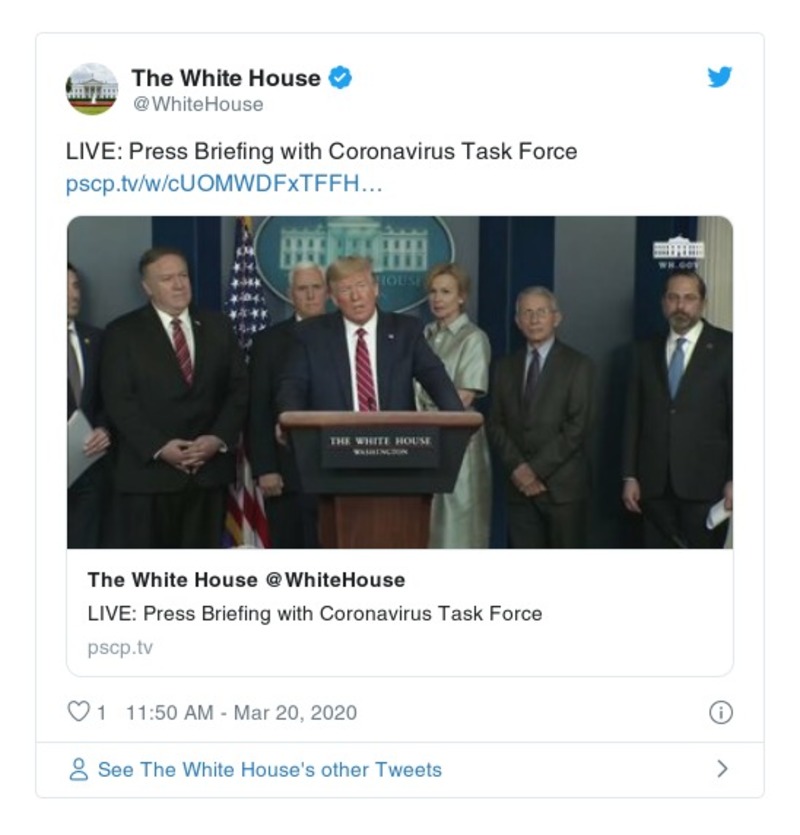 The White House
@WhiteHouse
LIVE: Press Briefing with Coronavirus Task Force
pscp.tv/w/cUOMWDFxTFFH…
HOUSE
WH.GOV
THE WHITE HOUSE
WASHINGTON
The White House @WhiteHouse
LIVE: Press Briefing with Coronavirus Task Force
pscp.tv
1 11:50 AM - Mar 20, 2020
See The White House's other Tweets